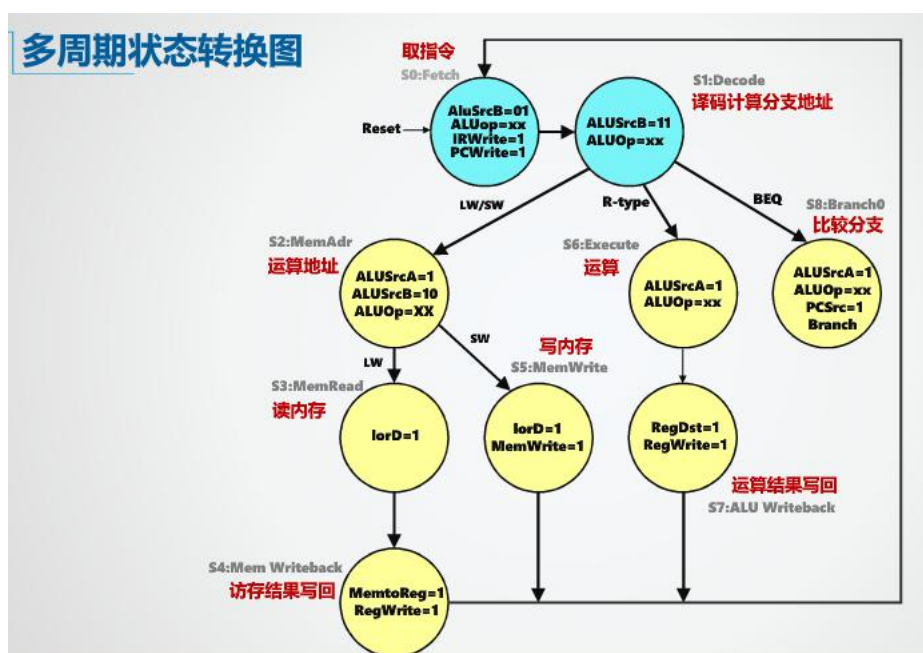 多周期状态转换图
取指令
S0:Fetch
AluSrcB=01
ALUop=xx
IRWrite=1
PCWrite=1
Reset
S1:Decode
译码计算分支地址
ALUSrcB=11
ALUOp=xx
LW/SW
R-type
BEQ
S2:MemAdr
运算地址
ALUSrcA=1
ALUSrcB=10
ALUOp=XX
S6:Execute
运算
ALUSrcA=1
ALUOp=xx
S8:Branch0
比较分支
ALUSrcA=1
ALUOp=xx
PCSrc=1
Branch
LW
SW
S3:MemRead
读内存
IorD=1
写内存
S5:MemWrite
IorD=1
MemWrite=1
RegDst=1
RegWrite=1
运算结果写回
S7:ALU Writeback
S4:Mem Writeback
访存结果写回
MemtoReg=1
RegWrite=1